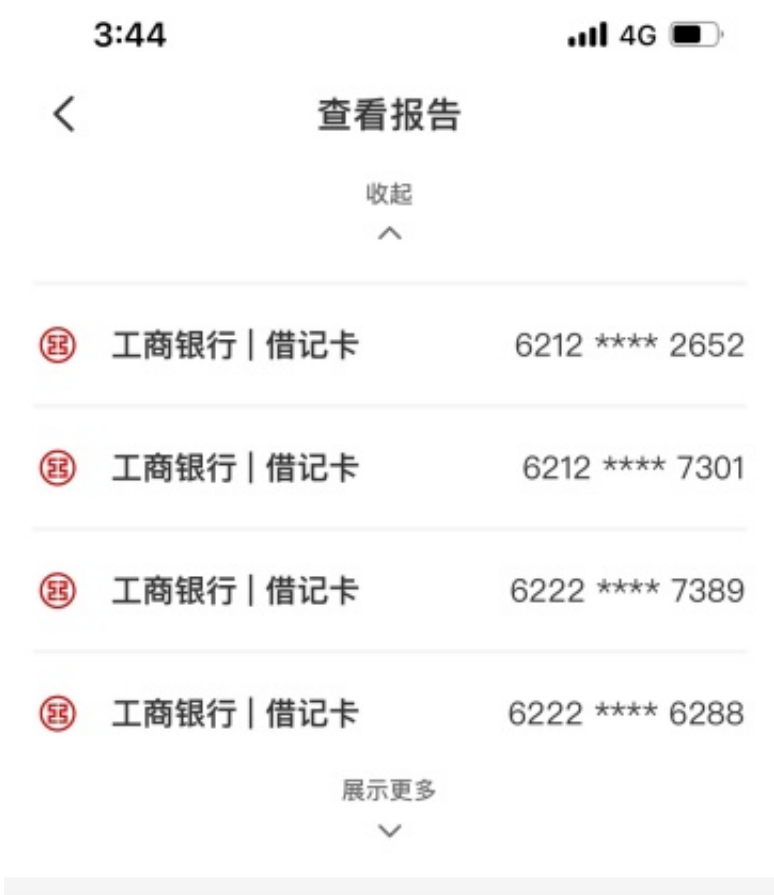 3:44 4G
查看报告
收起
工商银行 | 借记卡 6212 **** 2652
工商银行 | 借记卡 6212 **** 7301
工商银行 | 借记卡 6222 **** 7389
工商银行 | 借记卡 6222 **** 6288
展示更多